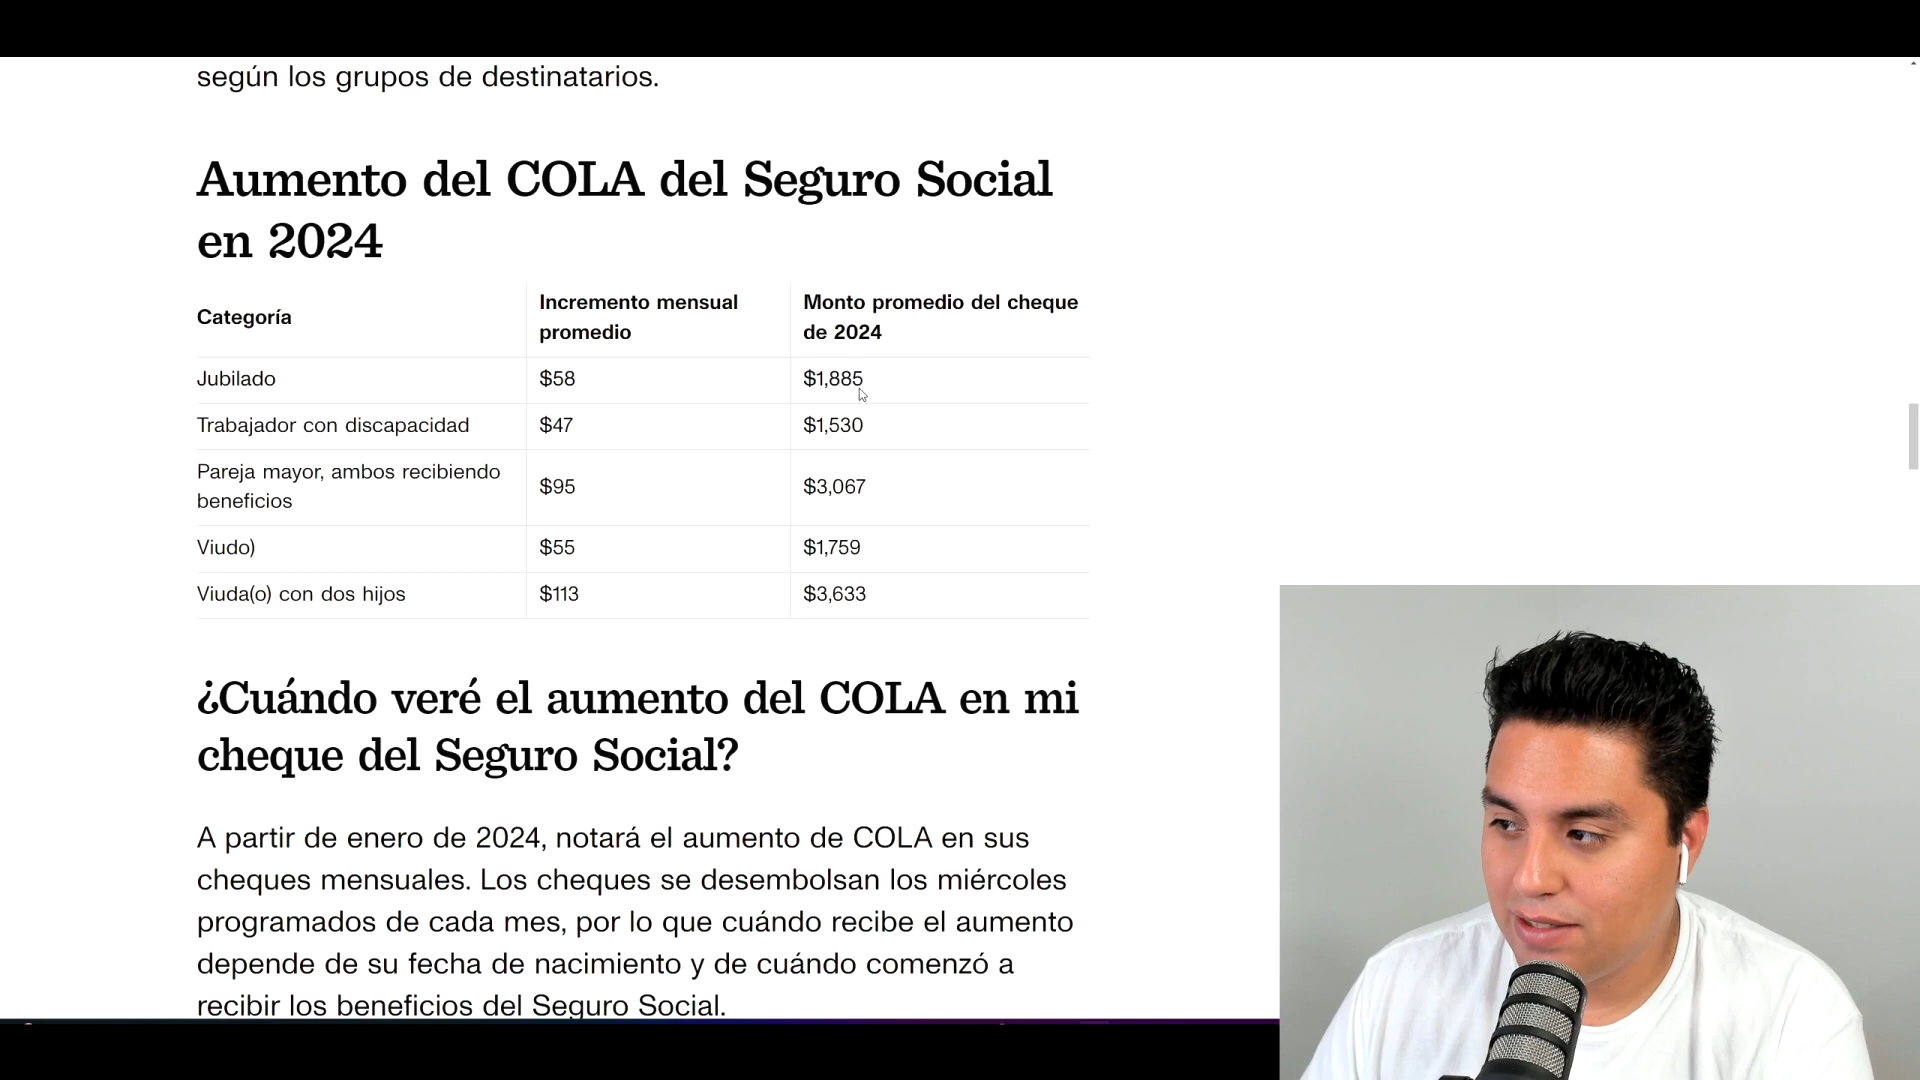 según los grupos de destinatarios.
Aumento del COLA del Seguro Social
en 2024
Categoría
Incremento mensual
promedio
Monto promedio del cheque
de 2024
Jubilado $58 $1,885
Trabajador con discapacidad $47 $1,530
Pareja mayor, ambos recibiendo
beneficios
$95 $3,067
Viudo) $55 $1,759
Viuda(o) con dos hijos $113 $3,633
¿Cuándo veré el aumento del COLA en mi
cheque del Seguro Social?
A partir de enero de 2024, notará el aumento de COLA en sus
cheques mensuales. Los cheques se desembolsan los miércoles
programados de cada mes, por lo que cuándo recibe el aumento
depende de su fecha de nacimiento y de cuándo comenzó a
recibir los beneficios del Seguro Social.